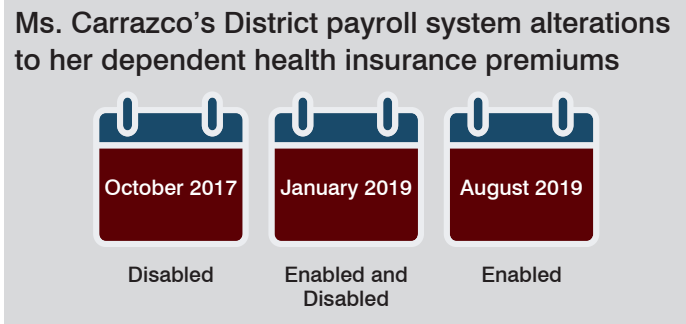 Ms. Carrazco’s District payroll system alterations
to her dependent health insurance premiums
October 2017
January 2019
August 2019
Disabled
Enabled and
Disabled
Enabled